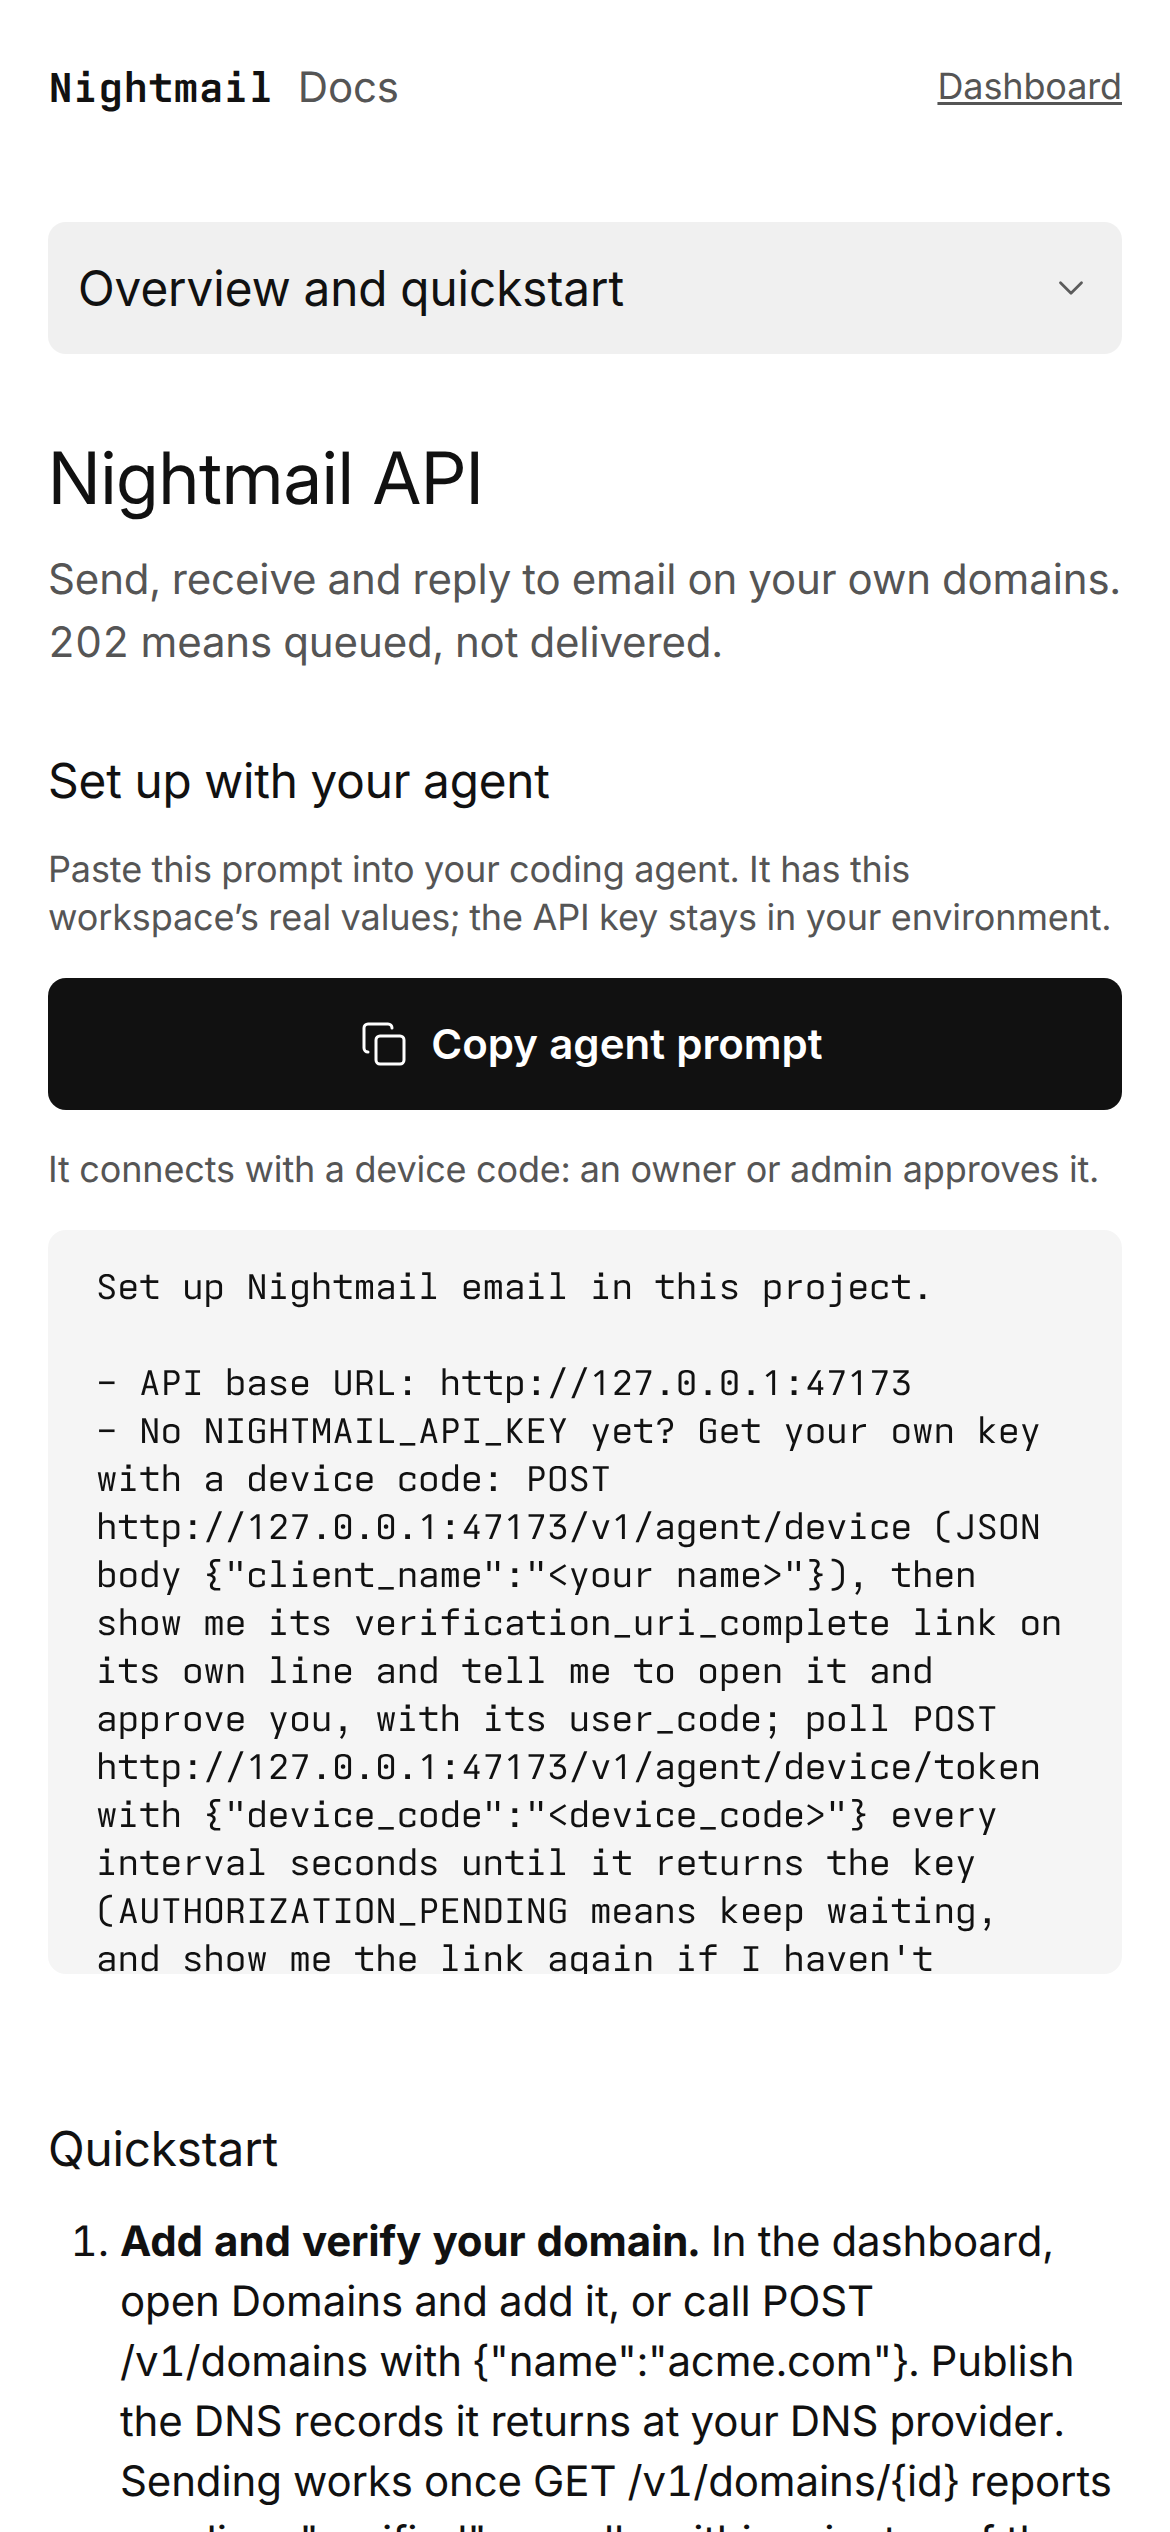 Nightmail Docs
Dashboard
Overview and quickstart
Nightmail API
Send, receive and reply to email on your own domains.
202 means queued, not delivered.
Set up with your agent
Paste this prompt into your coding agent. It has this
workspace’s real values; the API key stays in your environment.
Copy agent prompt
It connects with a device code: an owner or admin approves it.
Set up Nightmail email in this project.
- API base URL: http://127.0.0.1:47173
- No NIGHTMAIL_API_KEY yet? Get your own key
with a device code: POST
http://127.0.0.1:47173/v1/agent/device (JSON
body {"client_name":"<your name>"}), then
show me its verification_uri_complete link on
its own line and tell me to open it and
approve you, with its user_code; poll POST
http://127.0.0.1:47173/v1/agent/device/token
with {"device_code":"<device_code>"} every
interval seconds until it returns the key
(AUTHORIZATION_PENDING means keep waiting,
and show me the link again if I haven't
Quickstart
1. Add and verify your domain. In the dashboard,
open Domains and add it, or call POST
/v1/domains with {"name":"acme.com"}. Publish
the DNS records it returns at your DNS provider.
Sending works once GET /v1/domains/{id} reports